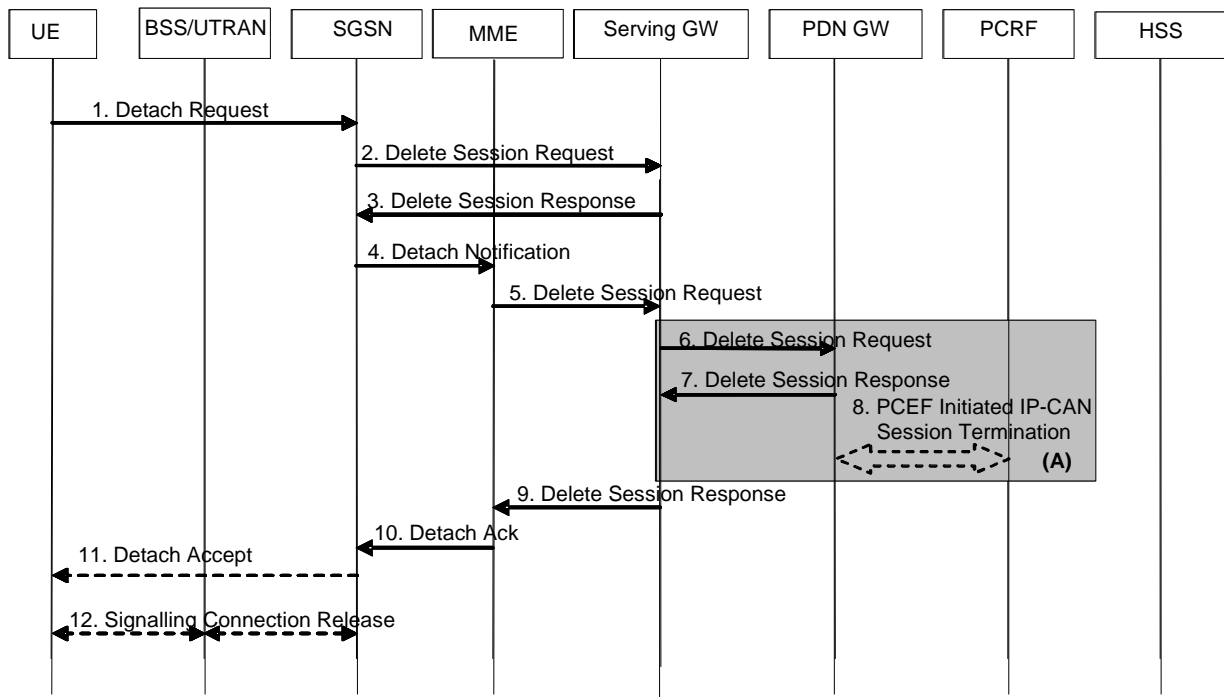 UE
BSS/UTRAN
SGSN
MME
Serving GW
PDN GW
PCRF
HSS
1. Detach Request
2. Delete Session Request
3. Delete Session Response
4. Detach Notification
5. Delete Session Request
6. Delete Session Request
7. Delete Session Response
8. PCEF Initiated IP-CAN
Session Termination
(A)
9. Delete Session Response
10. Detach Ack
11. Detach Accept
12. Signalling Connection Release